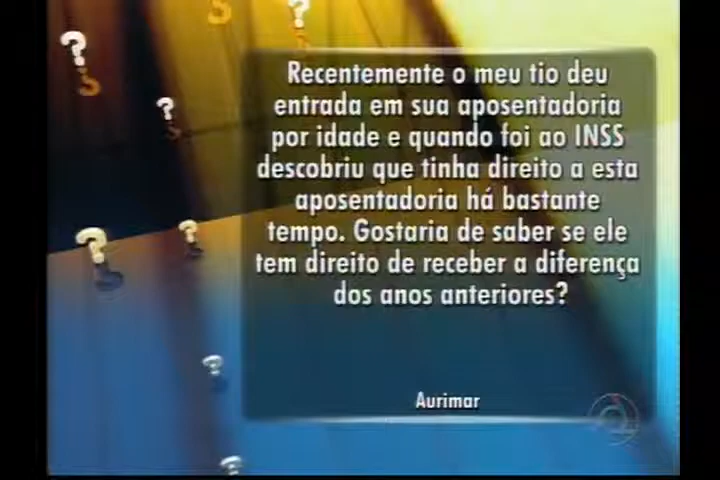 Recentemente o meu tio deu
entrada em sua aposentadoria
por idade e quando foi ao INSS
descobriu que tinha direito a esta
aposentadoria há bastante
tempo. Gostaria de saber se ele
tem direito de receber a diferença
dos anos anteriores?
Aurimar